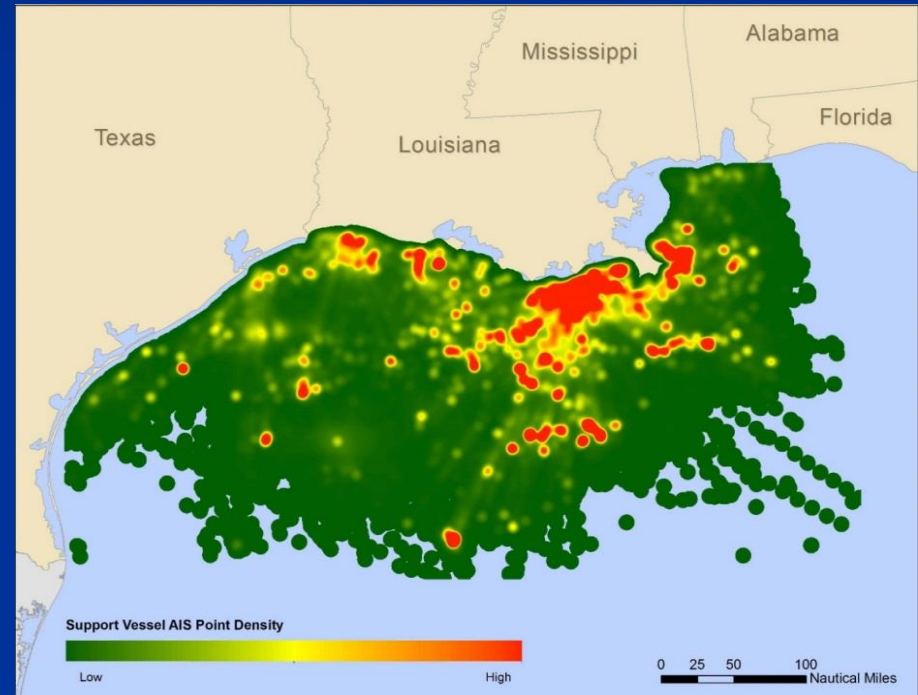 Alabama
Mississippi
Florida
Texas
Louisiana
Support Vessel AIS Point Density
Low High
0 25 50 100
Nautical Miles